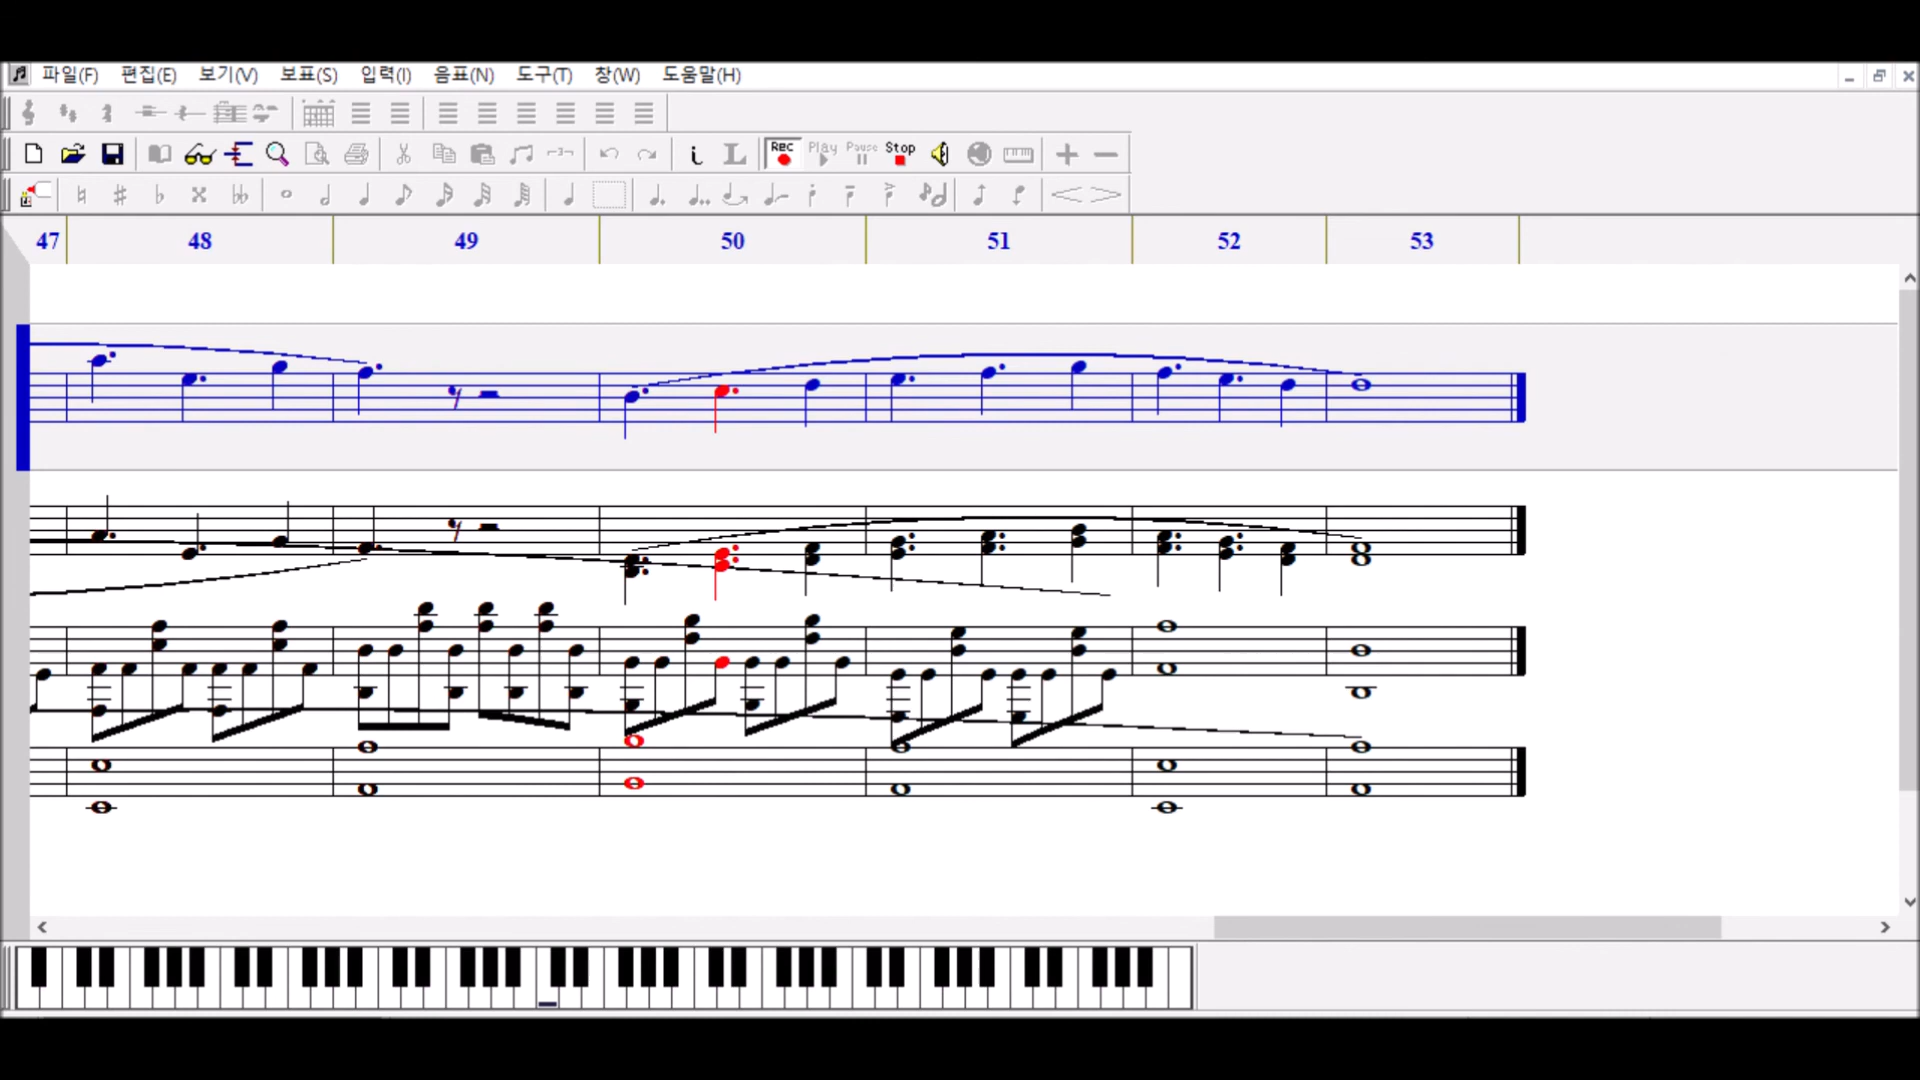 파일(F) 편집(E) 보기(V) 보표(S) 입력(I) 음표(N) 도구(T) 창(W) 도움말(H)
REC Play Pause Stop
47 48 49 50 51 52 53